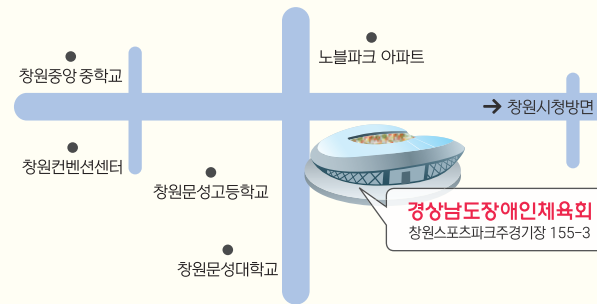 노블파크 아파트
창원중앙중학교
→ 창원시청방면
창원컨벤션센터
창원문성고등학교
경상남도장애인체육회
창원스포츠파크주경기장 155-3
창원문성대학교